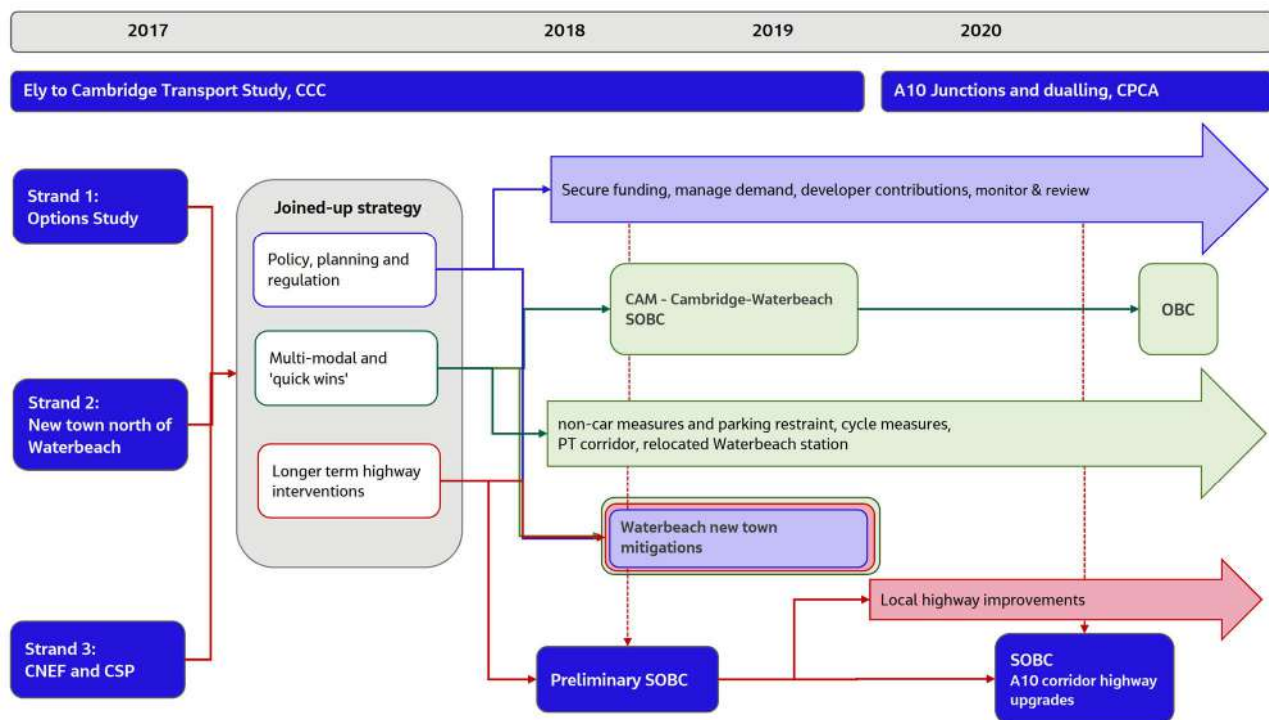 2017
2018
2019
2020
Ely to Cambridge Transport Study, CCC
A10 Junctions and dualling, CPCA
Strand 1:
Options Study
Strand 2:
New town north of
Waterbeach
Strand 3:
CNEF and CSP
Joined-up strategy
Policy, planning and
regulation
Multi-modal and
'quick wins'
Longer term highway
interventions
Secure funding, manage demand, developer contributions, monitor & review
CAM - Cambridge-Waterbeach
SOBC
OBC
non-car measures and parking restraint, cycle measures,
PT corridor, relocated Waterbeach station
Waterbeach new town
mitigations
Local highway improvements
Preliminary SOBC
SOBC
A10 corridor highway
upgrades